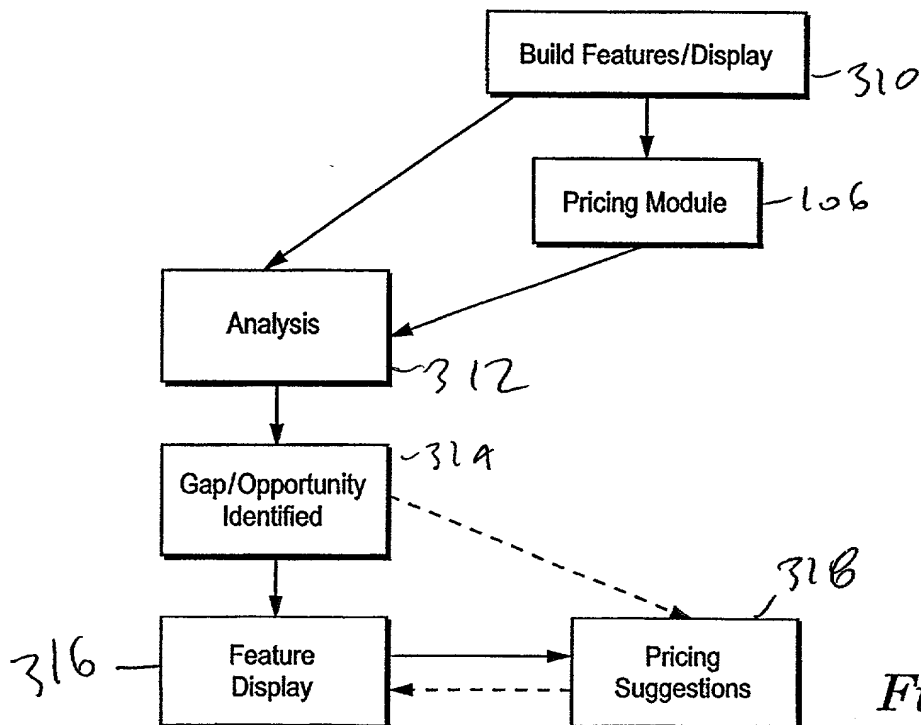 Build Features/Display
310
Pricing Module
106
Analysis
312
314
Gap/Opportunity
Identified
318
316
Feature
Display
Pricing
Suggestions